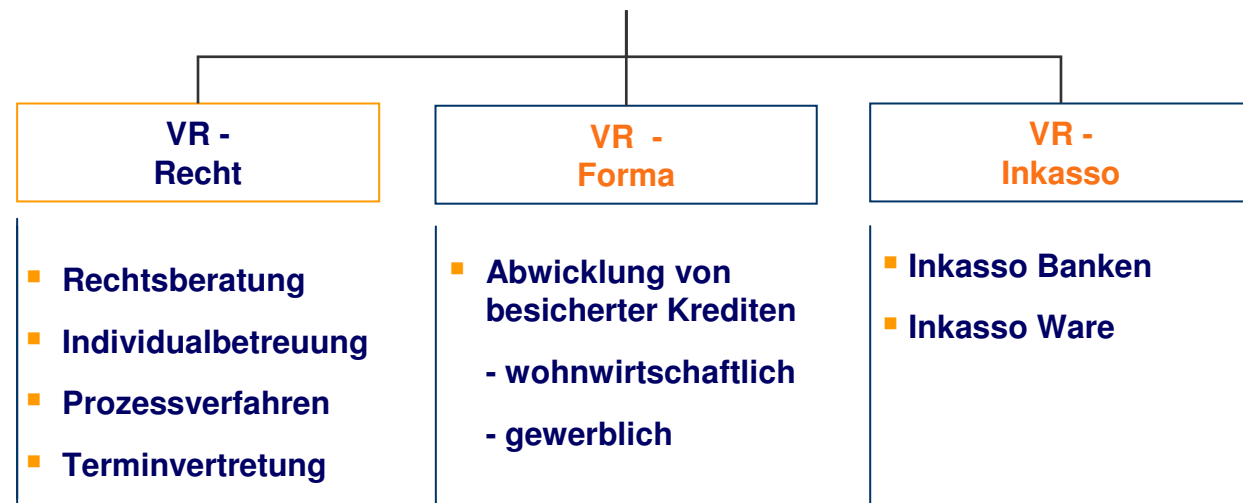 VR -
Recht
VR -
Forma
VR -
Inkasso
Rechtsberatung
Individualbetreuung
Prozessverfahren
Terminvertretung
Abwicklung von
besicherter Krediten
- wohnwirtschaftlich
- gewerblich
Inkasso Banken
Inkasso Ware